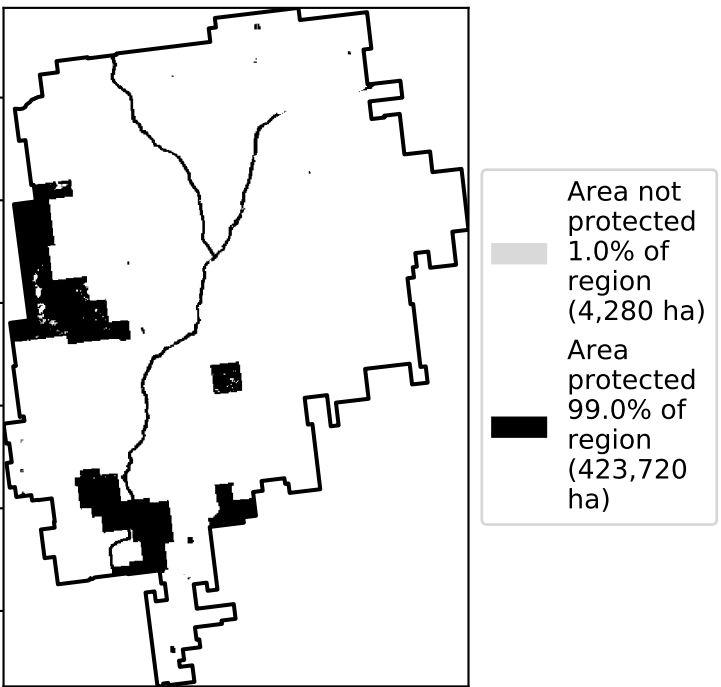 Area not
protected
1.0% of
region
(4,280 ha)
Area
protected
99.0% of
region
(423,720
ha)